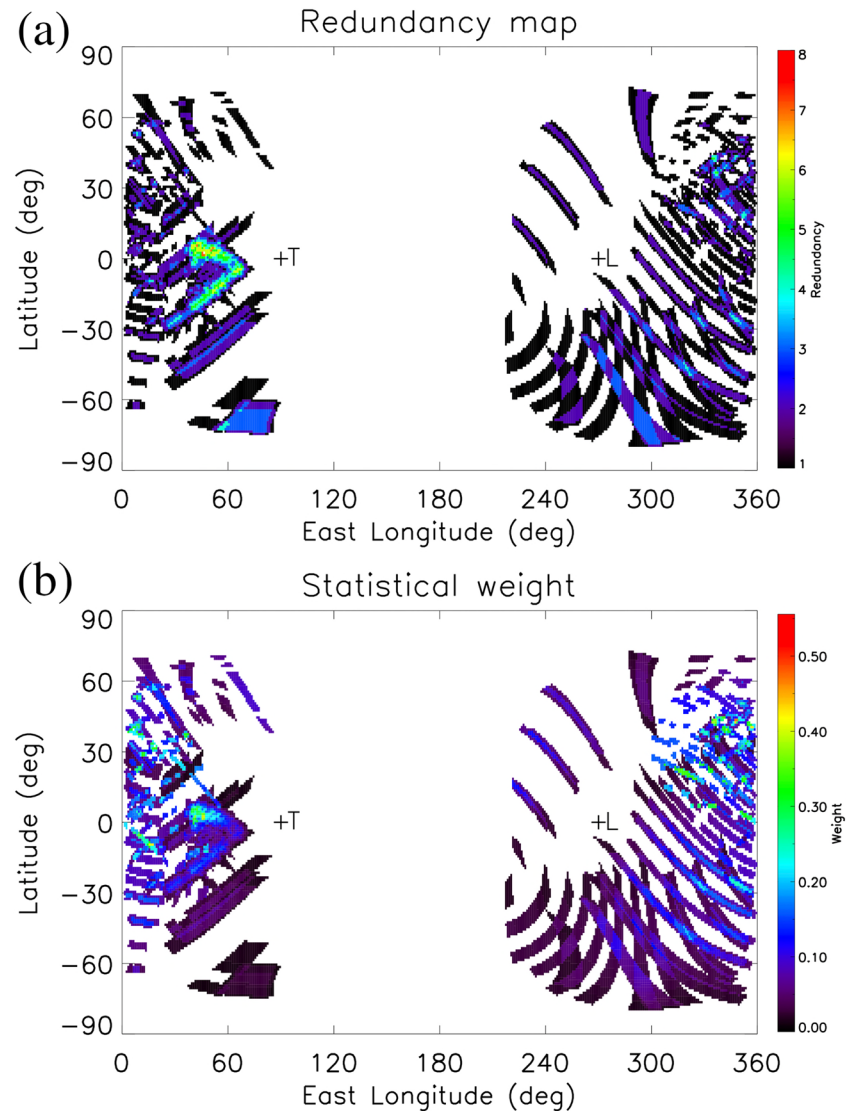 (a)
Redundancy map
90
60
30
0
−30
−60
−90
Latitude (deg)
+T
+L
0 60 120 180 240 300 360
East Longitude (deg)
8
7
6
5
4
3
2
1
Redundancy
(b)
Statistical weight
90
60
30
0
−30
−60
−90
Latitude (deg)
+T
+L
0 60 120 180 240 300 360
East Longitude (deg)
0.50
0.40
0.30
0.20
0.10
0.00
Weight